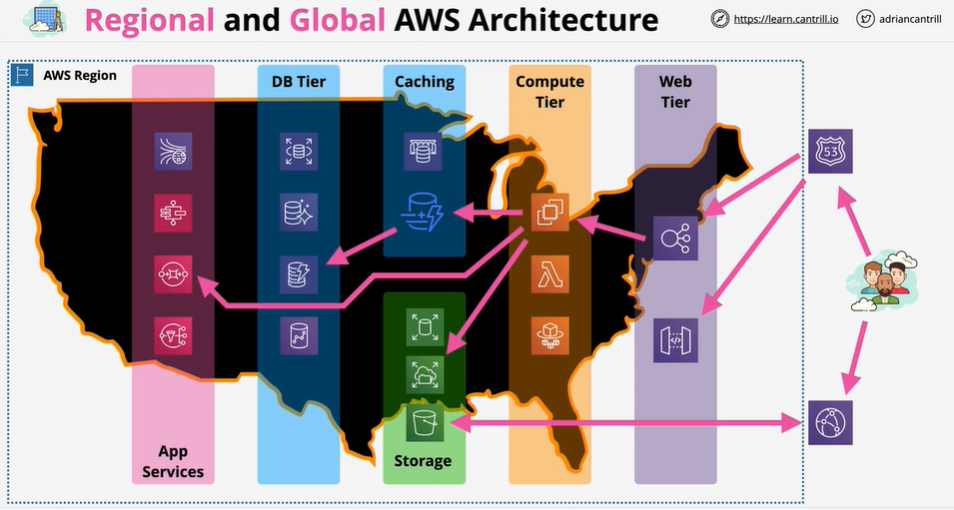 Regional and Global AWS Architecture
https://learn.cantrill.io
adriancantrill
AWS Region
DB Tier
Caching
Compute
Tier
Web
Tier
53
App
Services
Storage